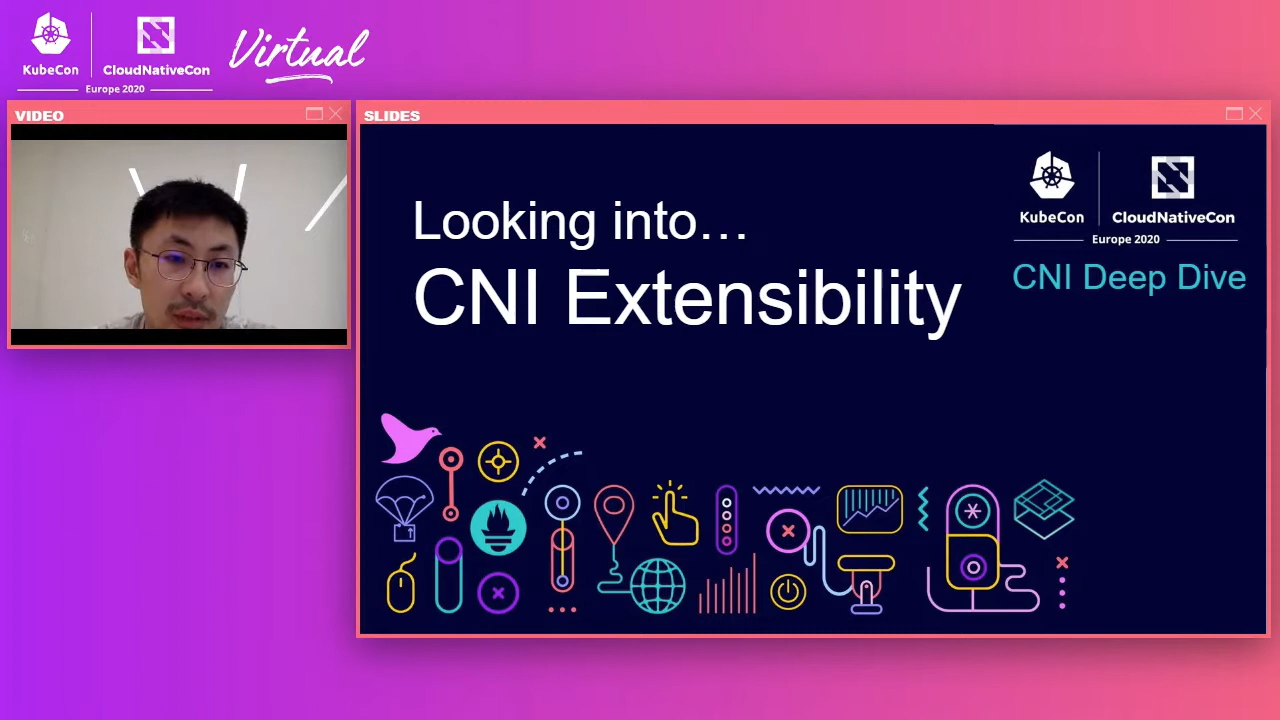 KubeCon
CloudNativeCon
Europe 2020
Virtual
VIDEO
SLIDES
Looking into…
CNI Extensibility
KubeCon
CloudNativeCon
Europe 2020
CNI Deep Dive